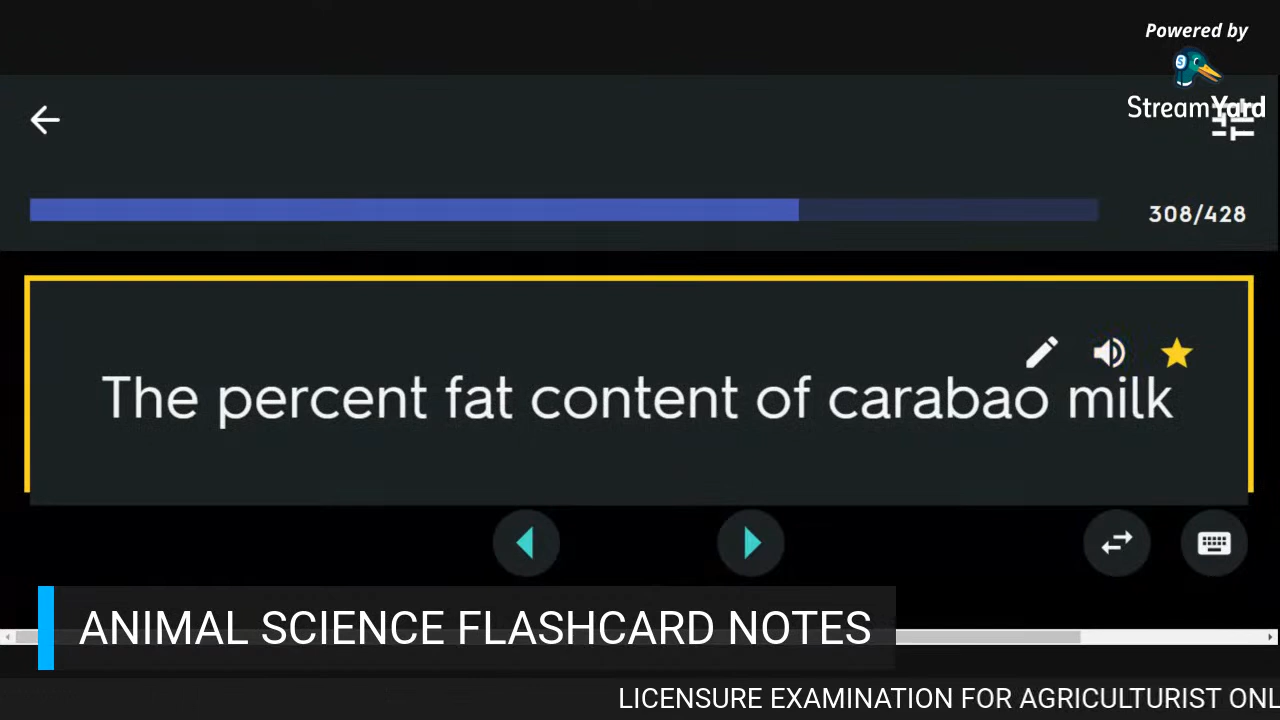 Powered by
StreamYard
308/428
The percent fat content of carabao milk
ANIMAL SCIENCE FLASHCARD NOTES
LICENSURE EXAMINATION FOR AGRICULTURIST ONL